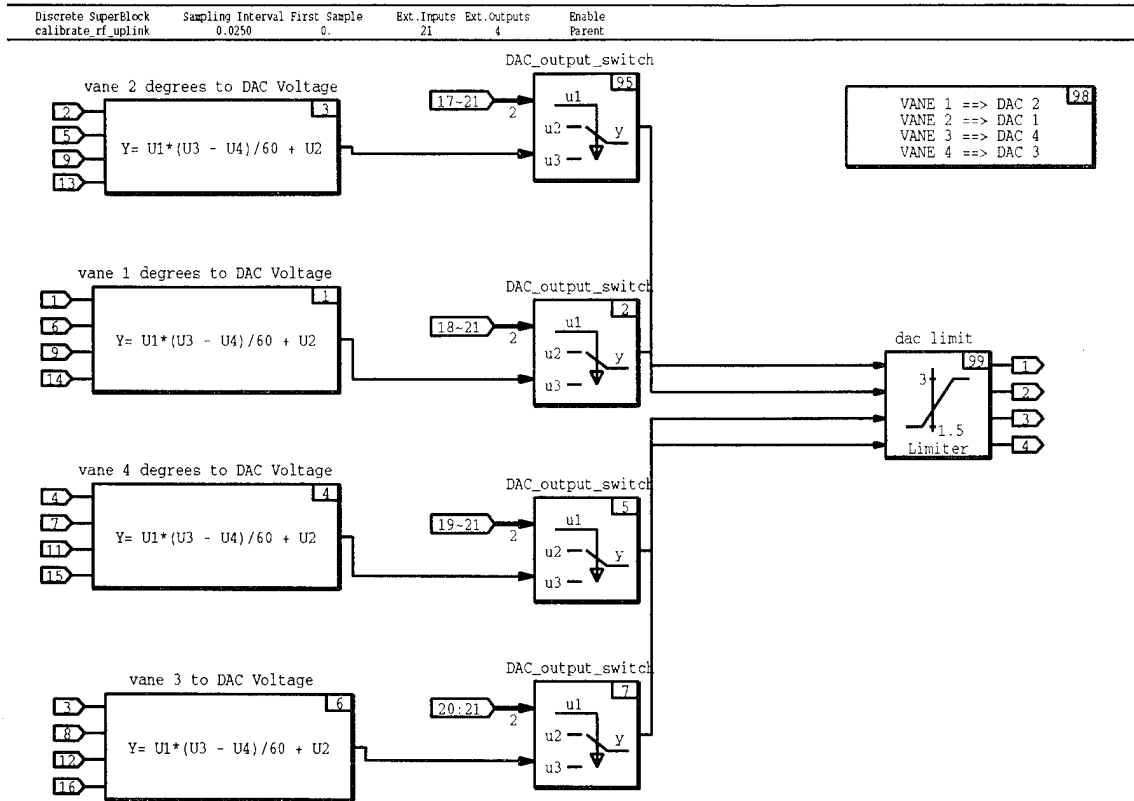 Discrete SuperBlock Sampling Interval First Sample Ext.Inputs Ext.Outputs Enable
calibrate_rf_uplink 0.0250 0. 21 4 Parent
vane 2 degrees to DAC Voltage
3
2
5
9
13
Y= U1*(U3 - U4)/60 + U2
DAC_output_switch
95
17~21
2
u1
u2
u3
y
98
VANE 1 ==> DAC 2
VANE 2 ==> DAC 1
VANE 3 ==> DAC 4
VANE 4 ==> DAC 3
vane 1 degrees to DAC Voltage
1
1
6
9
14
Y= U1*(U3 - U4)/60 + U2
DAC_output_switch
2
18~21
2
u1
u2
u3
y
dac limit
99
3
1.5
Limiter
1
2
3
4
vane 4 degrees to DAC Voltage
4
4
7
11
15
Y= U1*(U3 - U4)/60 + U2
DAC_output_switch
5
19~21
2
u1
u2
u3
y
vane 3 to DAC Voltage
6
3
8
12
16
Y= U1*(U3 - U4)/60 + U2
DAC_output_switch
7
20:21
2
u1
u2
u3
y